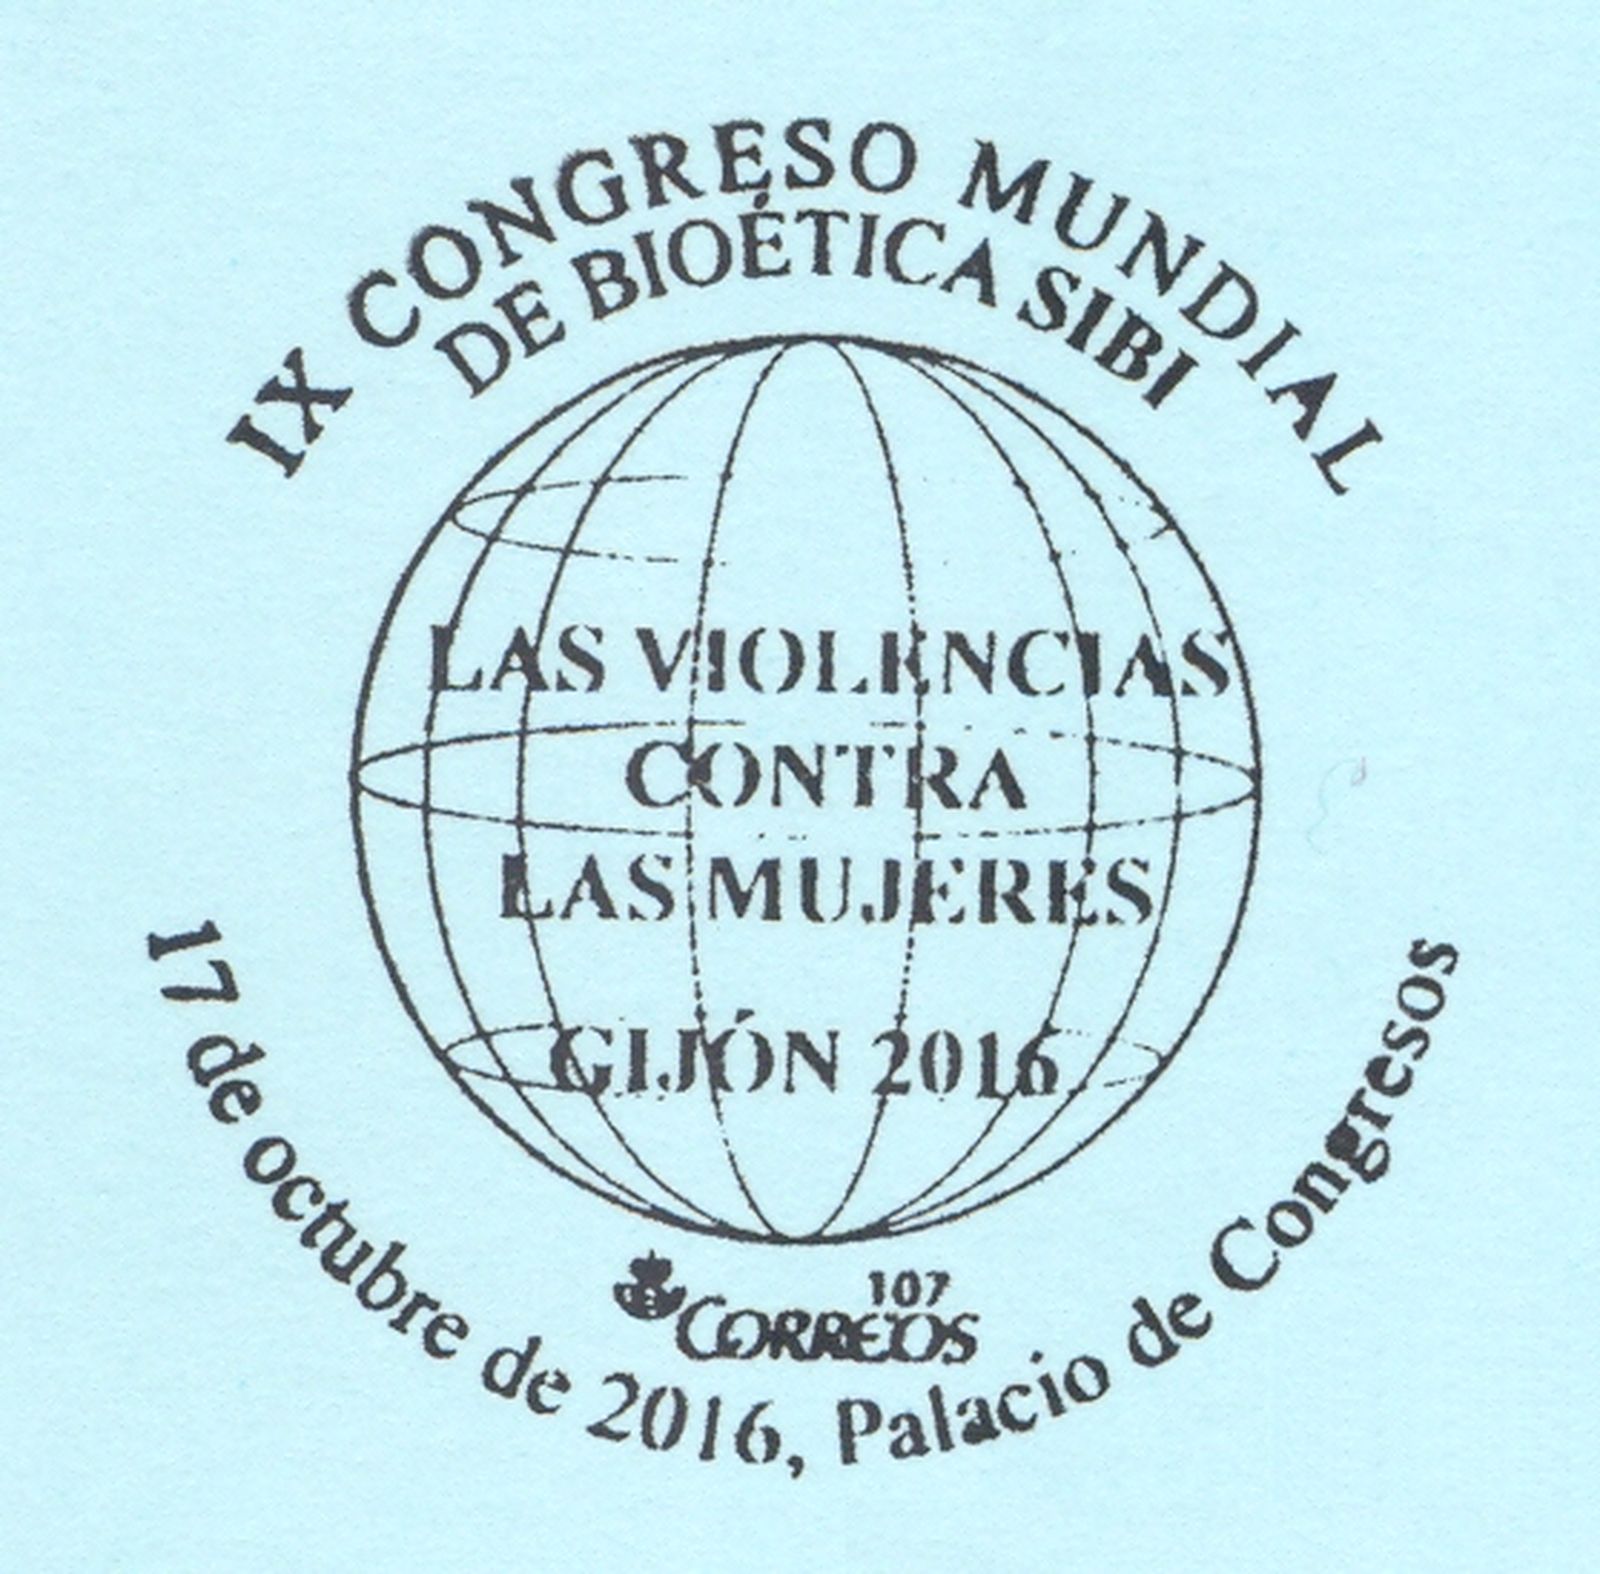 IX CONGRESO MUNDIAL
DE BIOÉTICA SIBI
LAS VIOLENCIAS
CONTRA
LAS MUJERES
GIJÓN 2016
107
CORREOS
17 de octubre de 2016, Palacio de Congresos